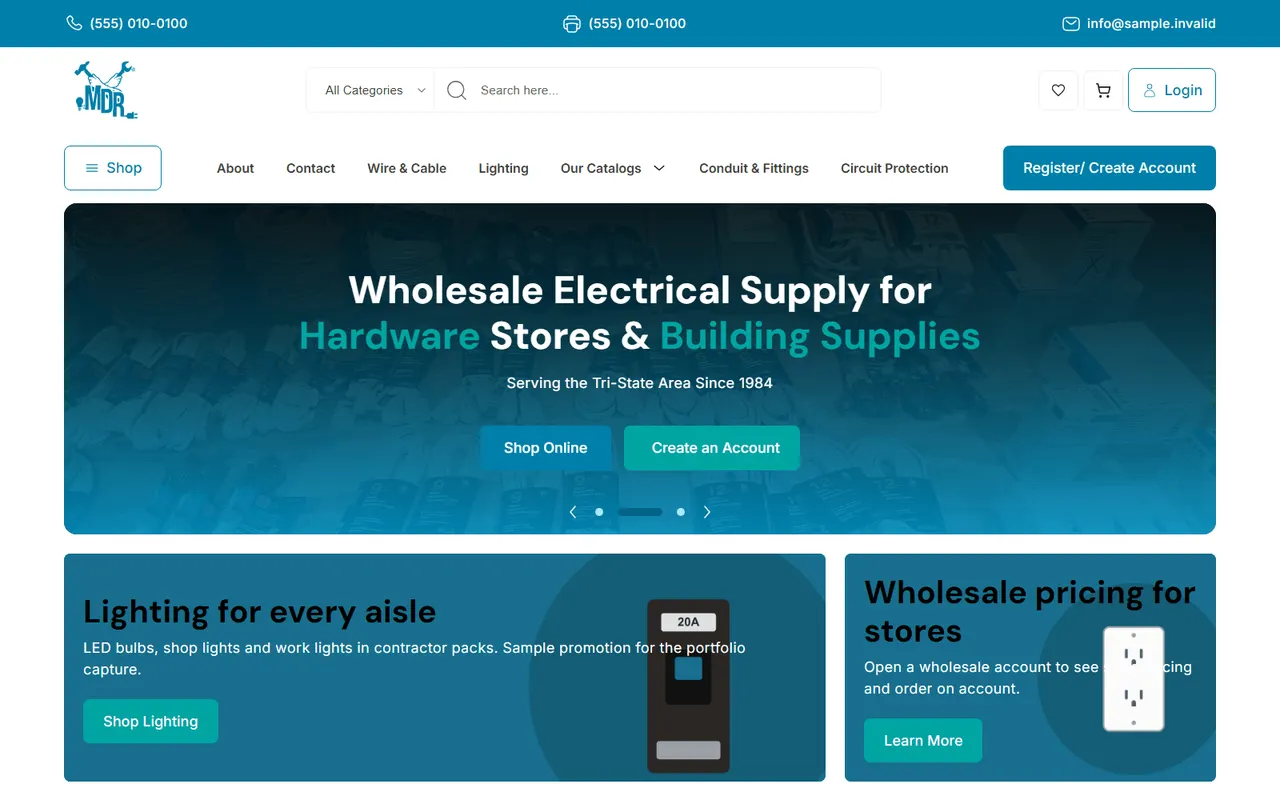 (555) 010-0100
(555) 010-0100
info@sample.invalid
MDR
All Categories
Search here...
Login
Shop
About
Contact
Wire & Cable
Lighting
Our Catalogs
Conduit & Fittings
Circuit Protection
Register/ Create Account
Wholesale Electrical Supply for
Hardware Stores & Building Supplies
Serving the Tri-State Area Since 1984
Shop Online
Create an Account
Lighting for every aisle
LED bulbs, shop lights and work lights in contractor packs. Sample promotion for the portfolio
capture.
Shop Lighting
20A
Wholesale pricing for
stores
Open a wholesale account to see
and order on account.
Learn More